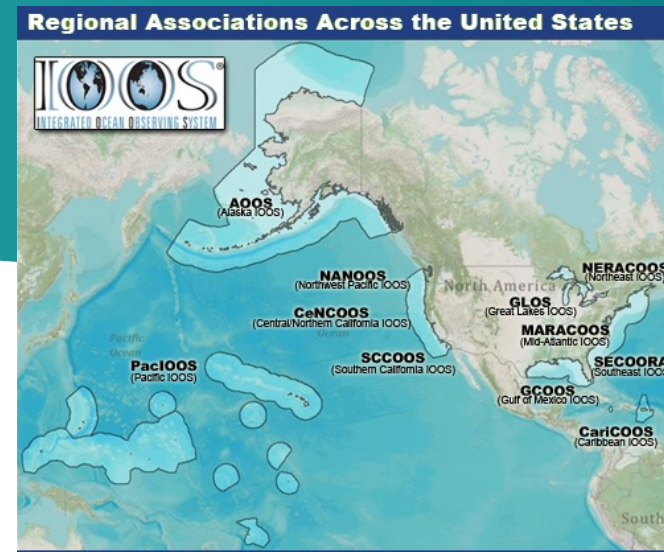 Regional Associations Across the United States
IOOS®
INTEGRATED OCEAN OBSERVING SYSTEM
AOOS
(Alaska IOOS)
NANOOS
(Northwest Pacific IOOS)
CeNCOOS
(Central/Northern California IOOS)
SCCOOS
(Southern California IOOS)
PacIOOS
(Pacific IOOS)
Pacific
Ocean
Ocean
North America
NERACOOS
(Northeast IOOS)
GLOS
(Great Lakes IOOS)
MARACOOS
(Mid-Atlantic IOOS)
SECOORA
(Southeast IOOS
GCOOS
(Gulf of Mexico IOOS)
CariCOOS
(Caribbean IOOS)
South